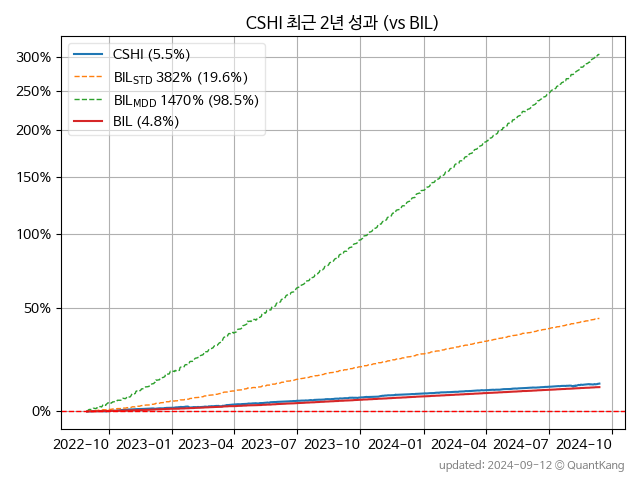 CSHI 최근 2년 성과 (vs BIL)
CSHI (5.5%)
BIL_STD 382% (19.6%)
BIL_MDD 1470% (98.5%)
BIL (4.8%)
300%
250%
200%
150%
100%
50%
0%
2022-10 2023-01 2023-04 2023-07 2023-10 2024-01 2024-04 2024-07 2024-10
updated: 2024-09-12 © QuantKang